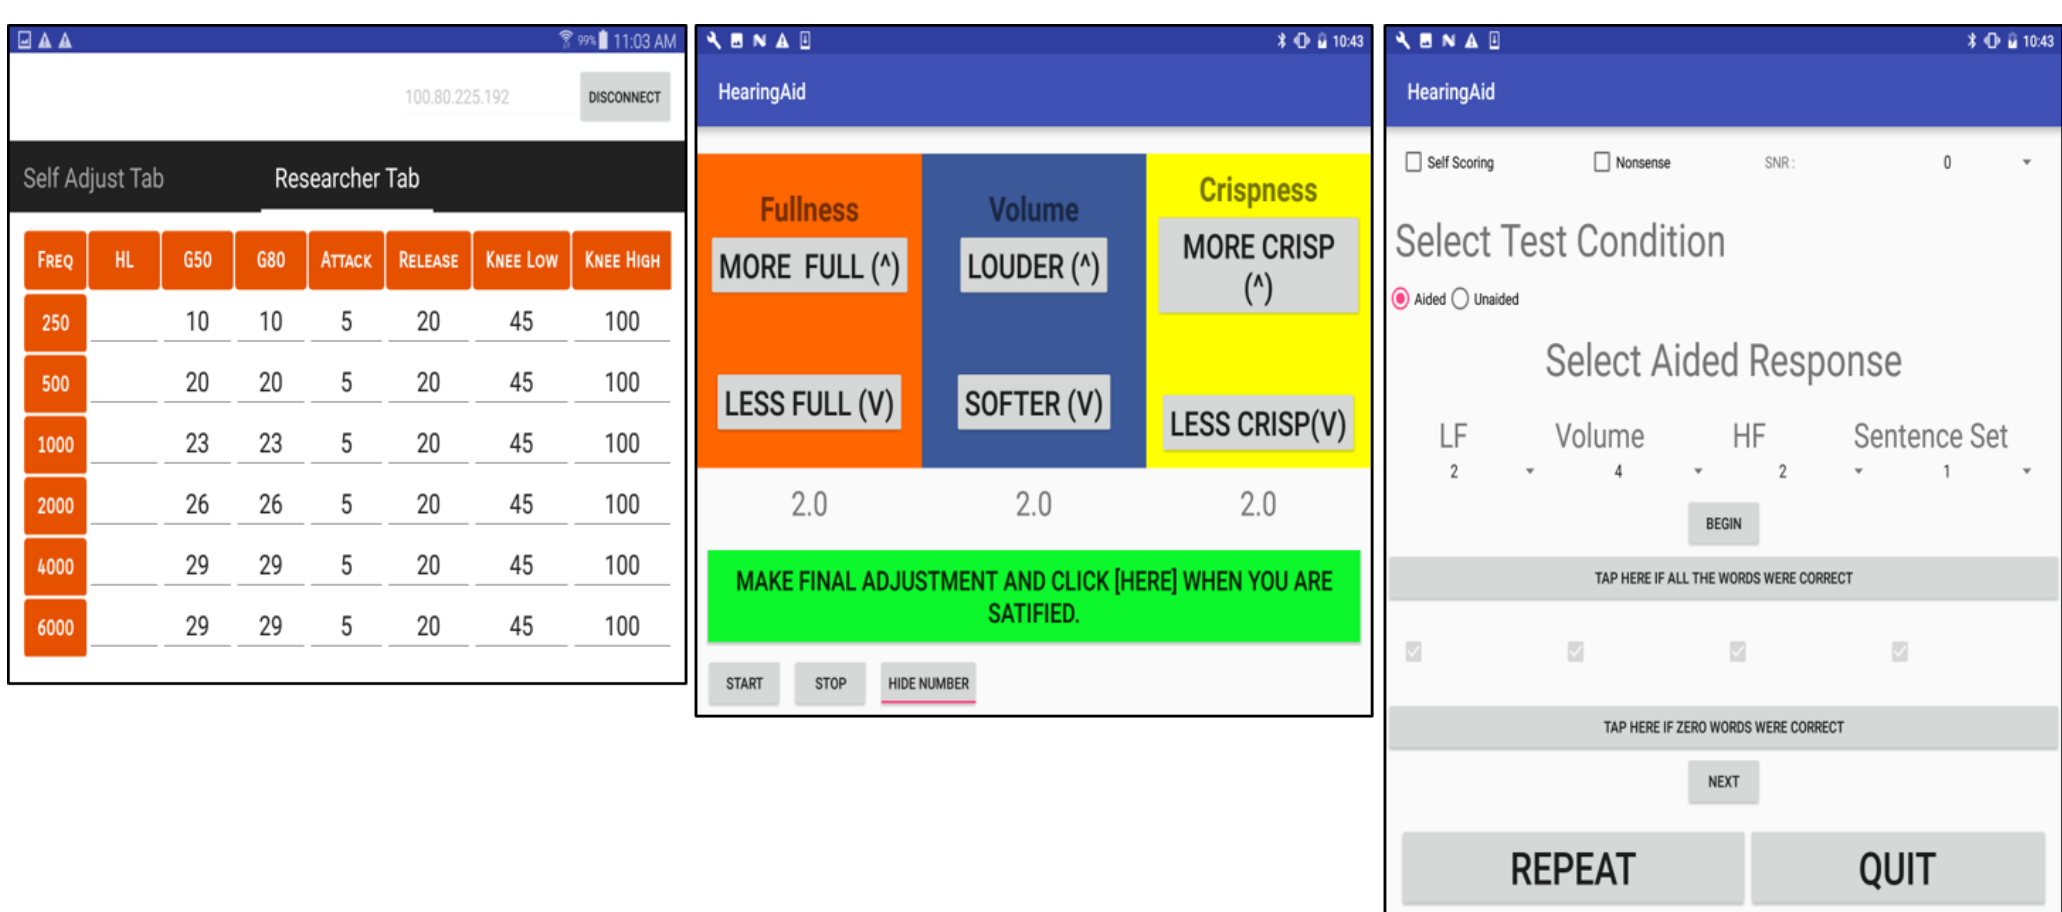 99% 11:03 AM
100.80.225.192 DISCONNECT
Self Adjust Tab Researcher Tab
FREQ HL G50 G80 ATTACK RELEASE KNEE LOW KNEE HIGH
250 10 10 5 20 45 100
500 20 20 5 20 45 100
1000 23 23 5 20 45 100
2000 26 26 5 20 45 100
4000 29 29 5 20 45 100
6000 29 29 5 20 45 100
10:43
HearingAid
Fullness Volume Crispness
MORE FULL (^) LOUDER (^) MORE CRISP
(^)
LESS FULL (V) SOFTER (V) LESS CRISP(V)
2.0 2.0 2.0
MAKE FINAL ADJUSTMENT AND CLICK [HERE] WHEN YOU ARE
SATIFIED.
START STOP HIDE NUMBER
10:43
HearingAid
Self Scoring Nonsense SNR: 0
Select Test Condition
Aided Unaided
Select Aided Response
LF Volume HF Sentence Set
2 4 2 1
BEGIN
TAP HERE IF ALL THE WORDS WERE CORRECT
TAP HERE IF ZERO WORDS WERE CORRECT
NEXT
REPEAT QUIT